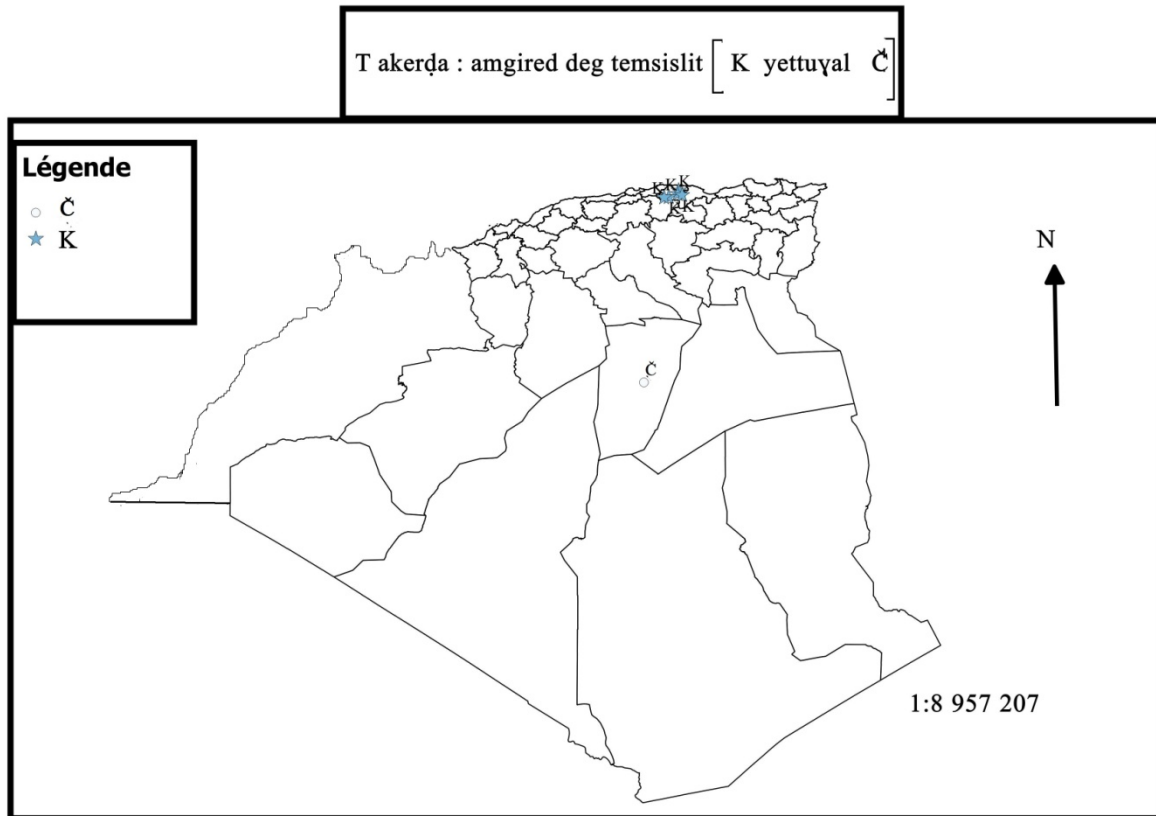 T akerḍa : amgired deg temsislit [ K yettuɣal Č ]
Légende
Č
K
K K K
K K
N
Č
1:8 957 207